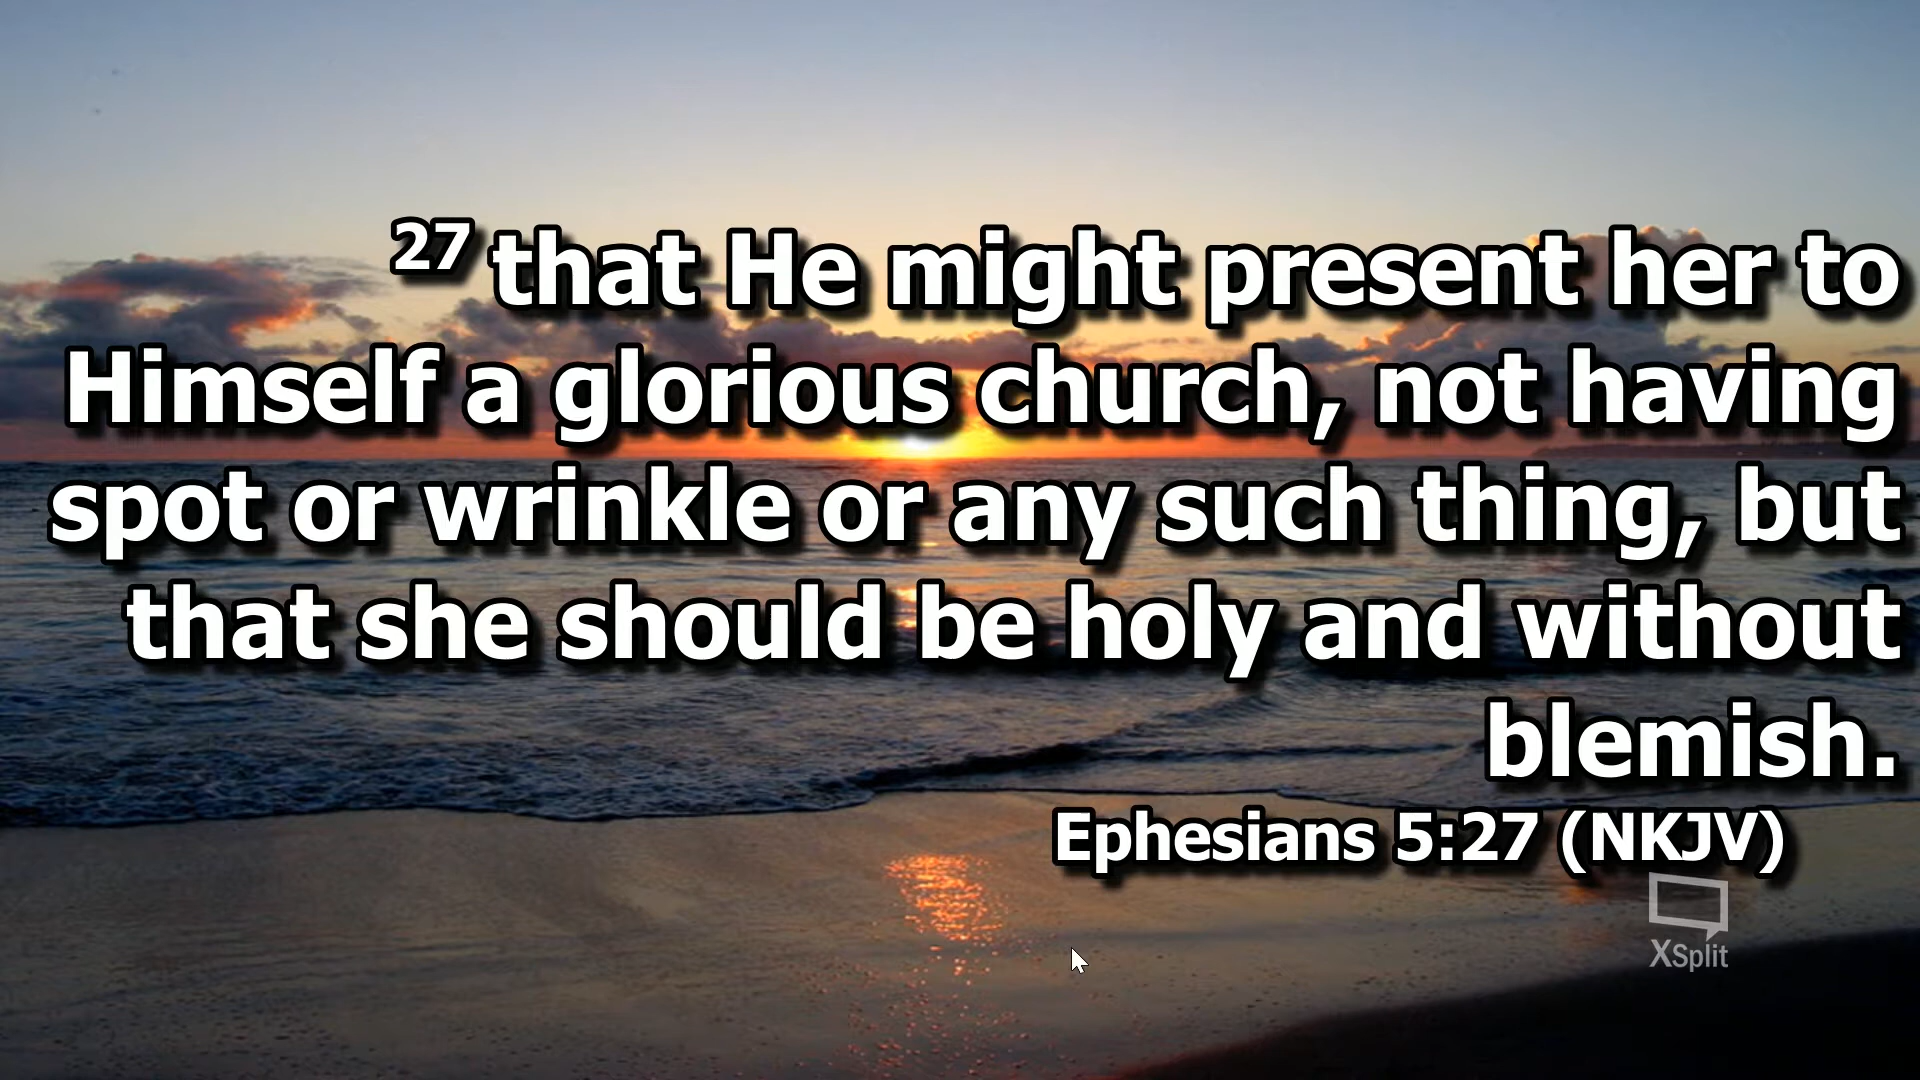 27 that He might present her to
Himself a glorious church, not having
spot or wrinkle or any such thing, but
that she should be holy and without
blemish.
Ephesians 5:27 (NKJV)
XSplit